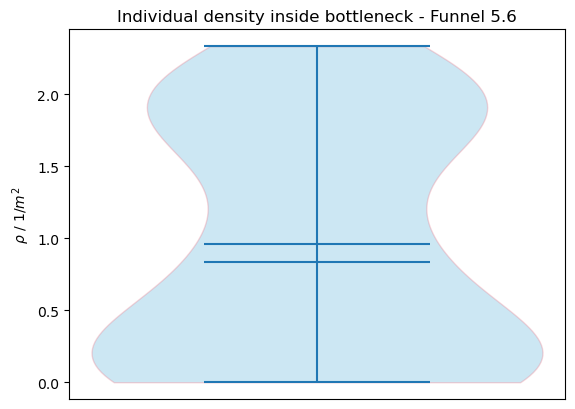 Individual density inside bottleneck - Funnel 5.6
2.0
1.5
ρ / 1/m²
1.0
0.5
0.0